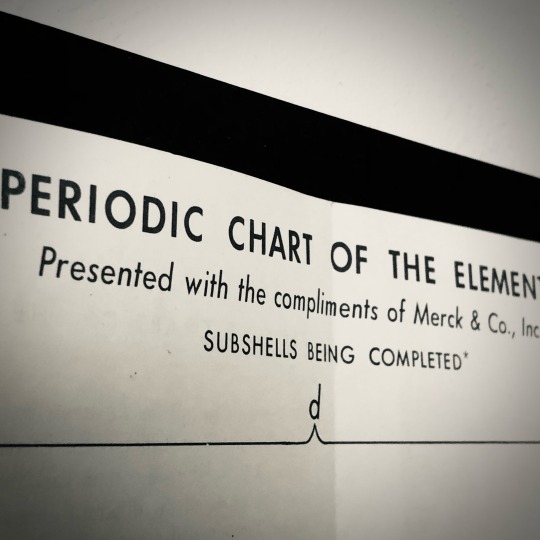 PERIODIC CHART OF THE ELEMENT
Presented with the compliments of Merck & Co., Inc
SUBSHELLS BEING COMPLETED*
d